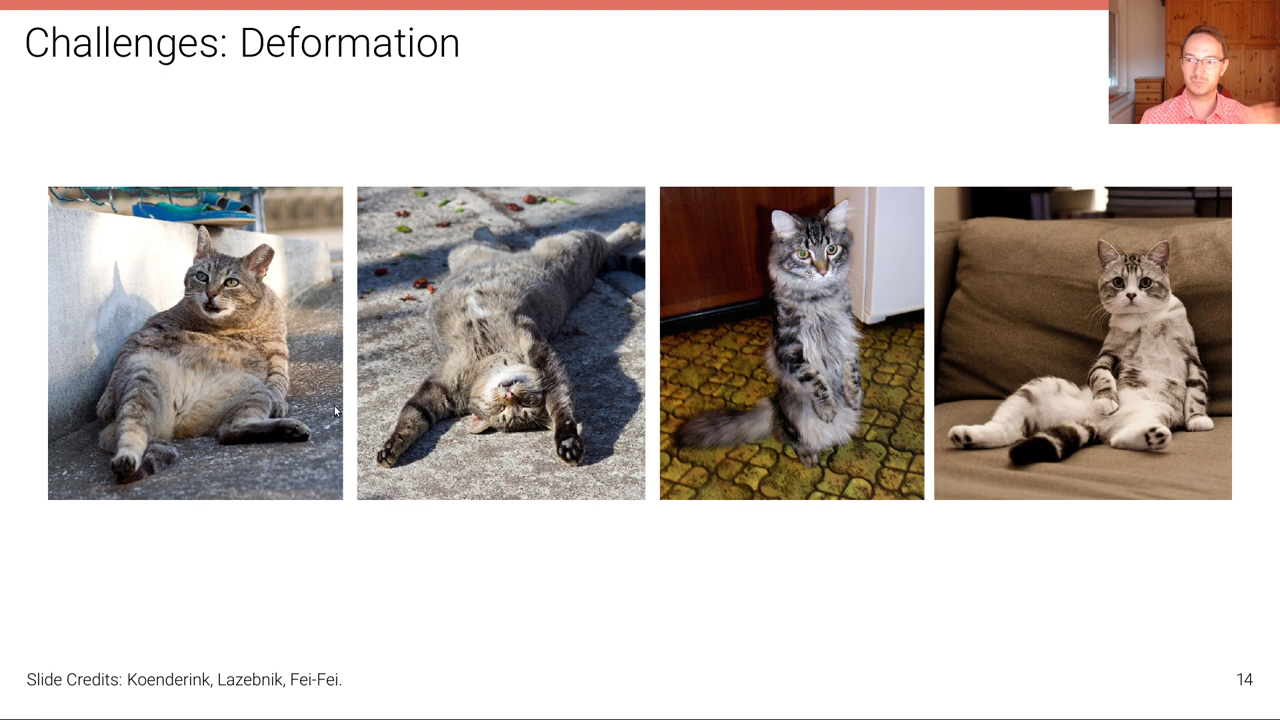 Challenges: Deformation
Slide Credits: Koenderink, Lazebnik, Fei-Fei.
14